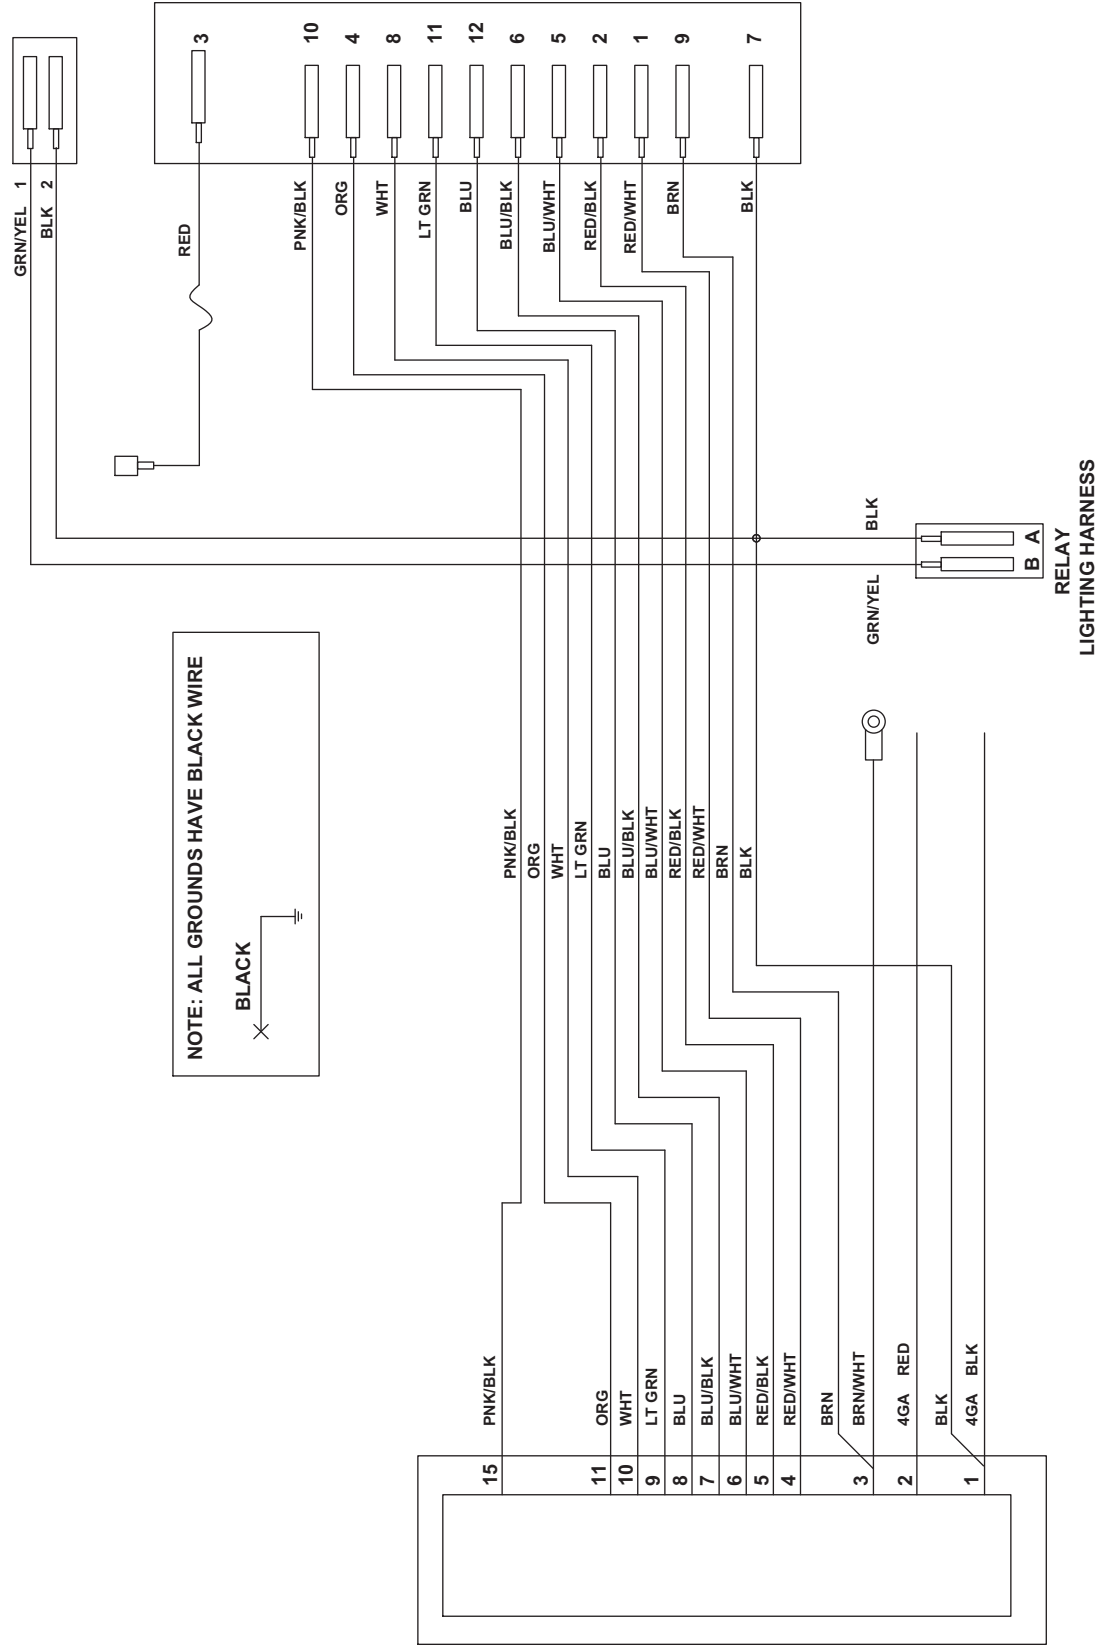 GRN/YEL 1
BLK 2
3
10
4
8
11
12
6
5
2
1
9
7
RED
PNK/BLK
ORG
WHT
LT GRN
BLU
BLU/BLK
BLU/WHT
RED/BLK
RED/WHT
BRN
BLK
NOTE: ALL GROUNDS HAVE BLACK WIRE
BLACK
BLK
GRN/YEL
B A
RELAY
LIGHTING HARNESS
PNK/BLK
ORG
WHT
LT GRN
BLU
BLU/BLK
BLU/WHT
RED/BLK
RED/WHT
BRN
BLK
PNK/BLK
ORG
WHT
LT GRN
BLU
BLU/BLK
BLU/WHT
RED/BLK
RED/WHT
BRN
BRN/WHT
4GA RED
BLK
4GA BLK
15
11
10
9
8
7
6
5
4
3
2
1